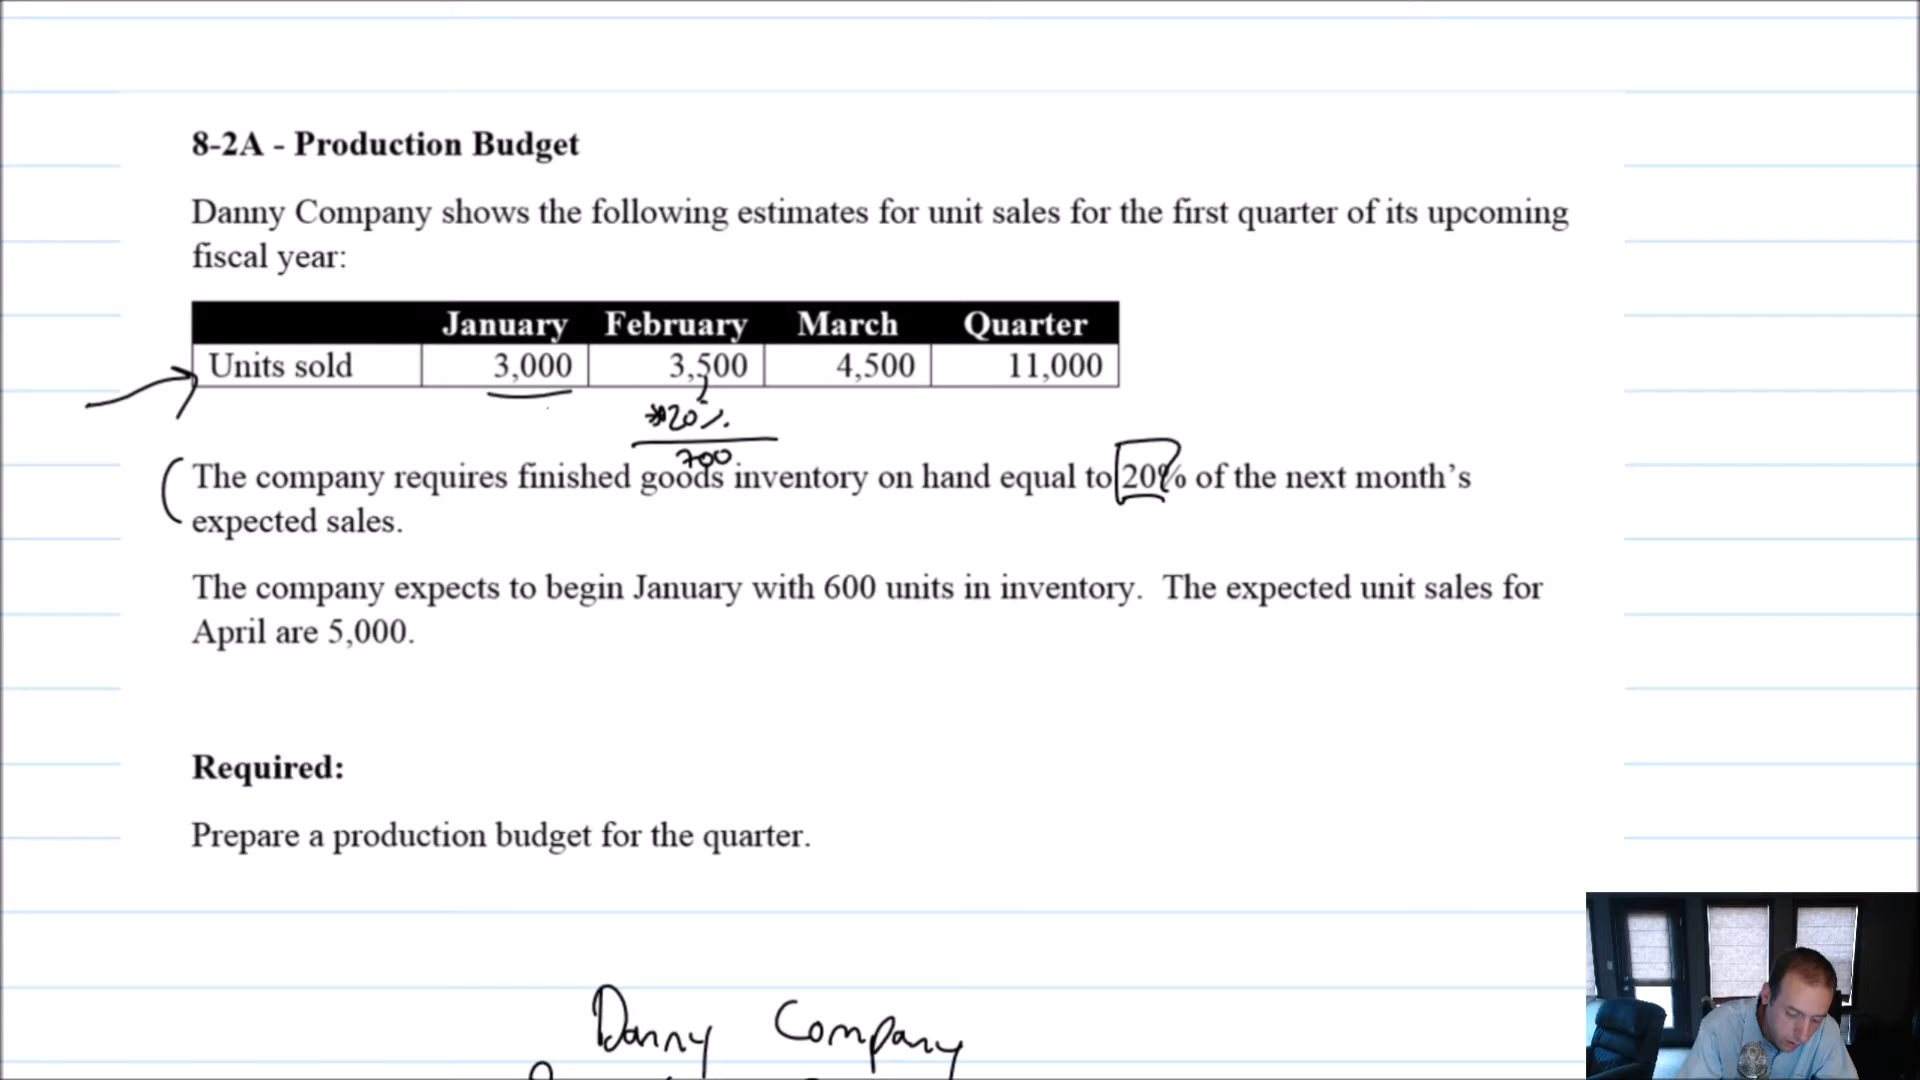 8-2A - Production Budget
Danny Company shows the following estimates for unit sales for the first quarter of its upcoming
fiscal year:
January February March Quarter
Units sold 3,000 3,500 4,500 11,000
*20%
700
The company requires finished goods inventory on hand equal to 20% of the next month's
expected sales.
The company expects to begin January with 600 units in inventory. The expected unit sales for
April are 5,000.
Required:
Prepare a production budget for the quarter.
Danny Company